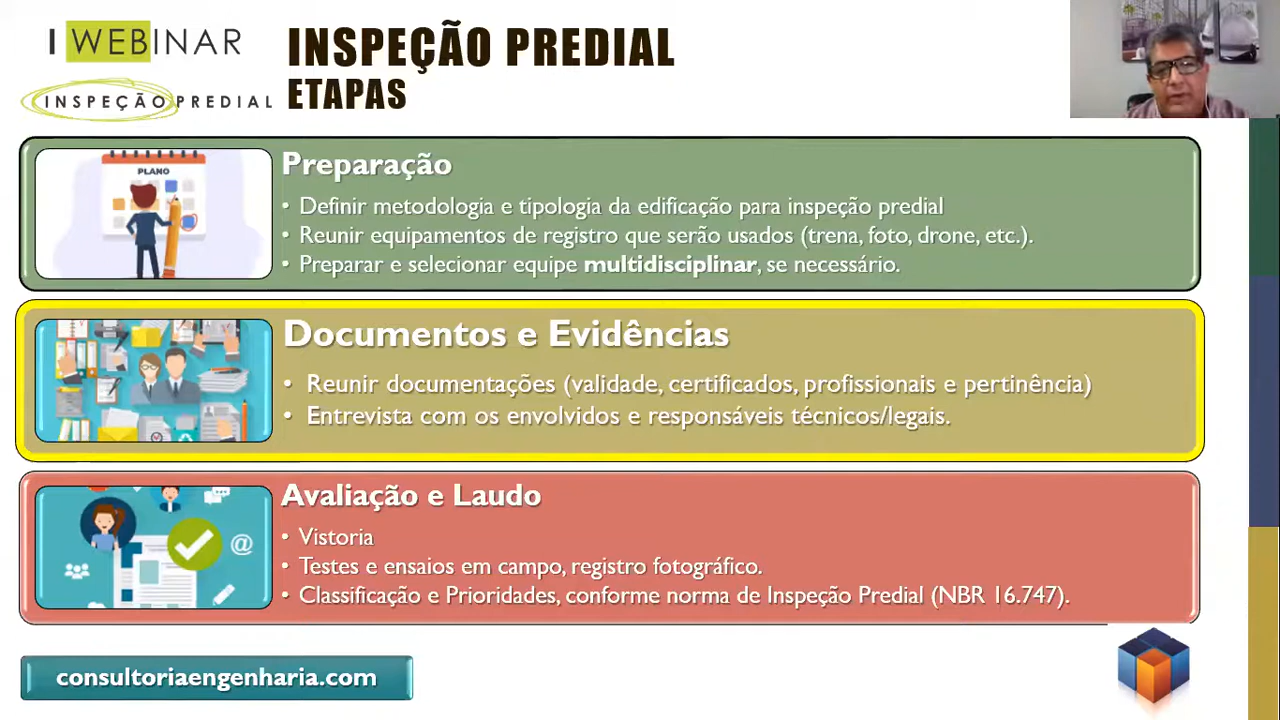 I WEBINAR
INSPEÇÃO PREDIAL
INSPEÇÃO PREDIAL
ETAPAS
PLANO
Preparação
• Definir metodologia e tipologia da edificação para inspeção predial
• Reunir equipamentos de registro que serão usados (trena, foto, drone, etc.).
• Preparar e selecionar equipe multidisciplinar, se necessário.
Documentos e Evidências
• Reunir documentações (validade, certificados, profissionais e pertinência)
• Entrevista com os envolvidos e responsáveis técnicos/legais.
@
Avaliação e Laudo
• Vistoria
• Testes e ensaios em campo, registro fotográfico.
• Classificação e Prioridades, conforme norma de Inspeção Predial (NBR 16.747).
consultoriaengenharia.com